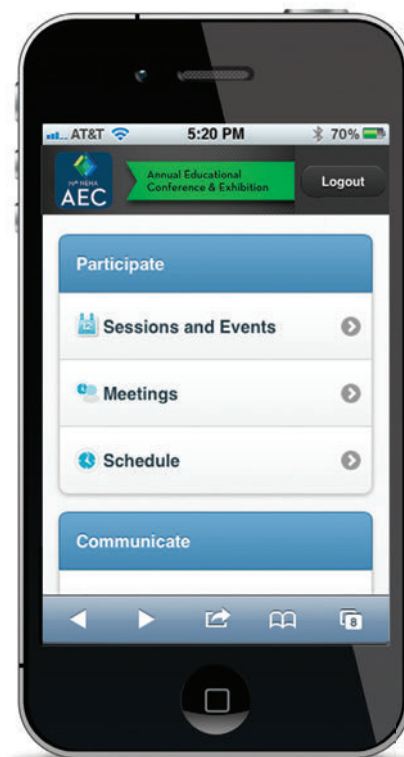 AT&T 5:20 PM 70%
AEC
Annual Educational
Conference & Exhibition
Logout
Participate
12
Sessions and Events
Meetings
Schedule
Communicate
8